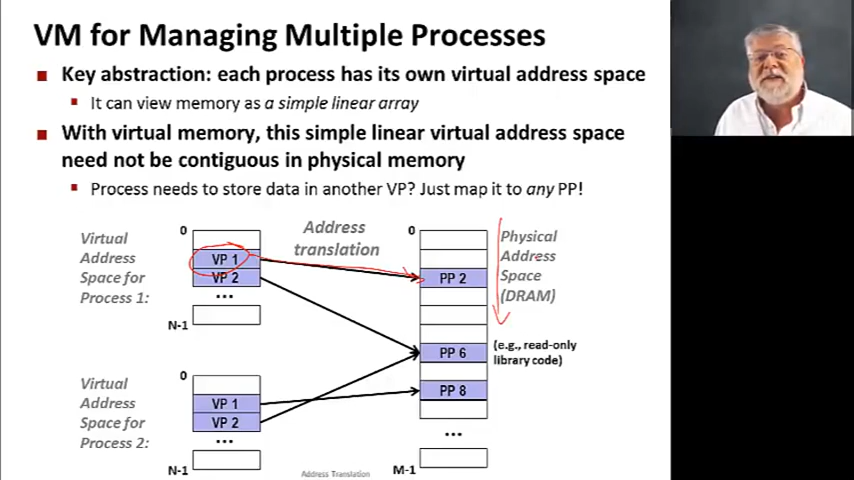 VM for Managing Multiple Processes
Key abstraction: each process has its own virtual address space
It can view memory as a simple linear array
With virtual memory, this simple linear virtual address space
need not be contiguous in physical memory
Process needs to store data in another VP? Just map it to any PP!
Virtual
Address
Space for
Process 1:
0
VP 1
VP 2
...
N-1
Address
translation
0
PP 2
PP 6
PP 8
...
M-1
Physical
Address
Space
(DRAM)
(e.g., read-only
library code)
Virtual
Address
Space for
Process 2:
0
VP 1
VP 2
...
N-1
Address Translation